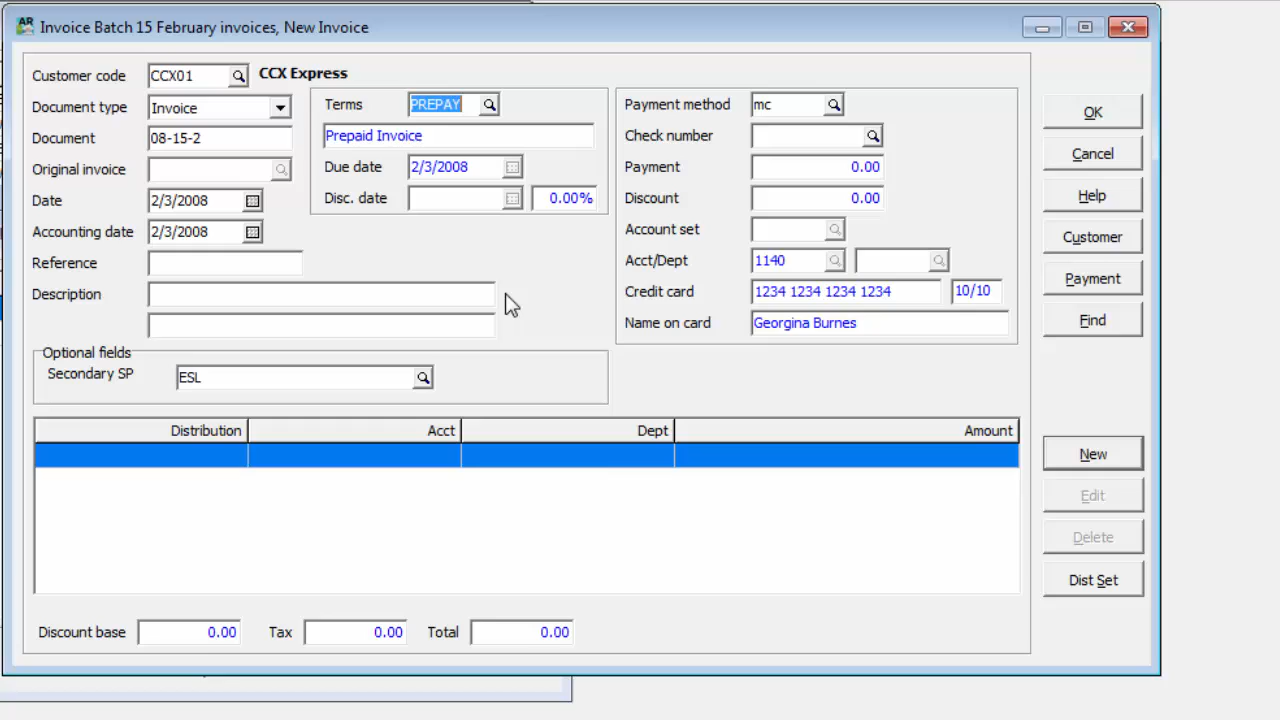 AR Invoice Batch 15 February invoices, New Invoice
Customer code CCX01 CCX Express
Document type Invoice
Document 08-15-2
Original invoice
Date 2/3/2008
Accounting date 2/3/2008
Reference
Description
Terms PREPAY
Prepaid Invoice
Due date 2/3/2008
Disc. date 0.00%
Payment method mc
Check number
Payment 0.00
Discount 0.00
Account set
Acct/Dept 1140
Credit card 1234 1234 1234 1234 10/10
Name on card Georgina Burnes
Optional fields
Secondary SP ESL
Distribution Acct Dept Amount
Discount base 0.00 Tax 0.00 Total 0.00
OK
Cancel
Help
Customer
Payment
Find
New
Edit
Delete
Dist Set